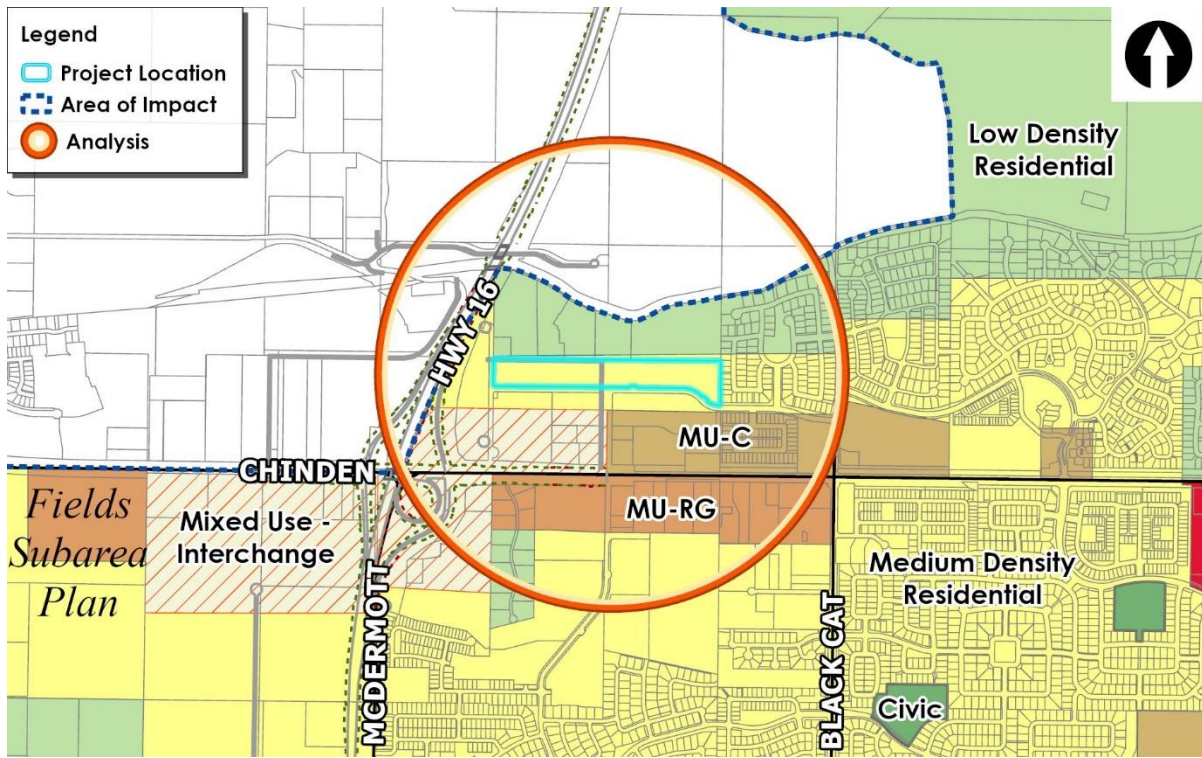 Legend
Project Location
Area of Impact
Analysis
Low Density
Residential
HWY 16
MU-C
CHINDEN
MU-RG
Fields
Subarea
Plan
Mixed Use -
Interchange
Medium Density
Residential
MCDERMOTT
BLACK CAT
Civic